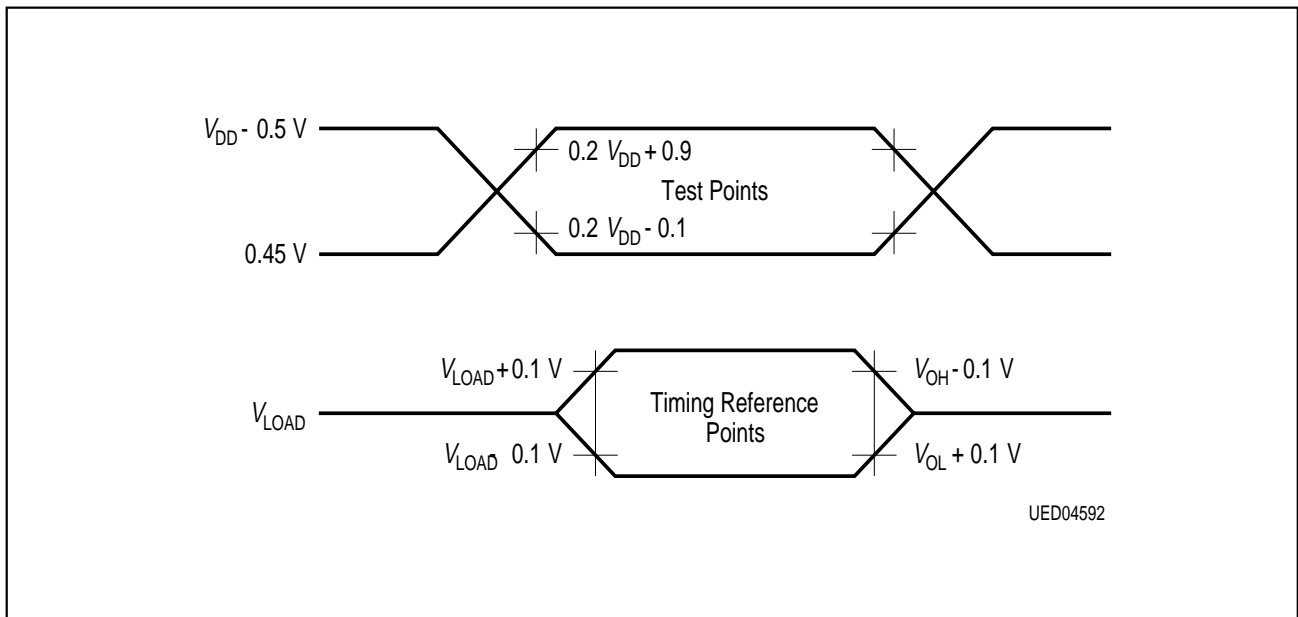 V_DD - 0.5 V
0.2 V_DD + 0.9
Test Points
0.2 V_DD - 0.1
0.45 V
V_LOAD + 0.1 V
V_OH - 0.1 V
Timing Reference
Points
V_LOAD
V_LOAD - 0.1 V
V_OL + 0.1 V
UED04592